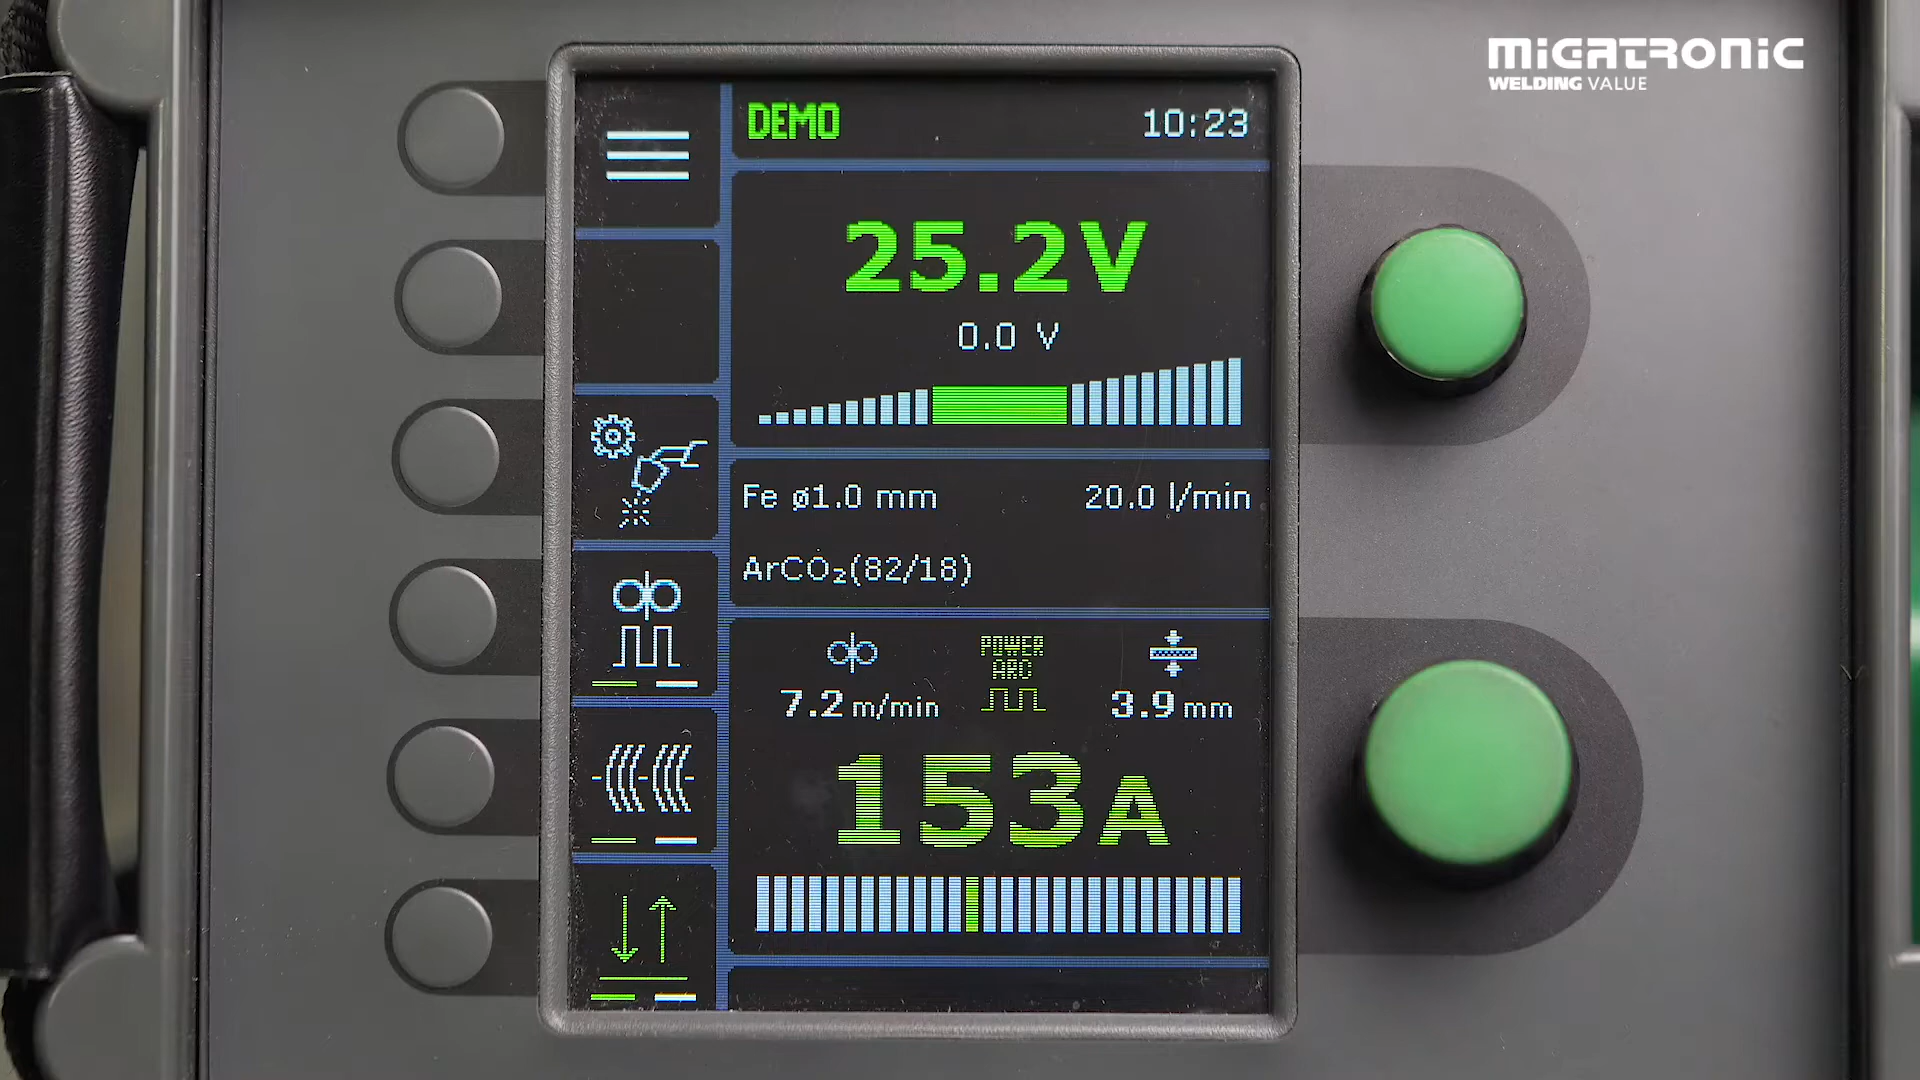 MIGATRONIC
WELDING VALUE
DEMO 10:23
25.2V
0.0 V
Fe ø1.0 mm 20.0 l/min
ArCO₂(82/18)
POWER
ARC
7.2 m/min 3.9 mm
153A